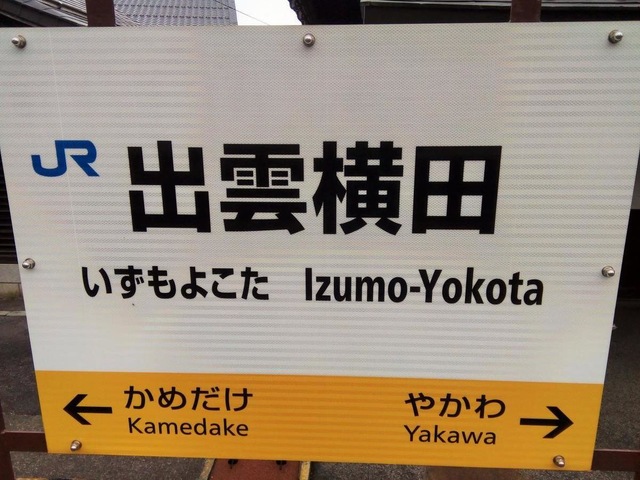 JR 出雲横田
いずもよこた Izumo-Yokota
← かめだけ やかわ →
Kamedake Yakawa